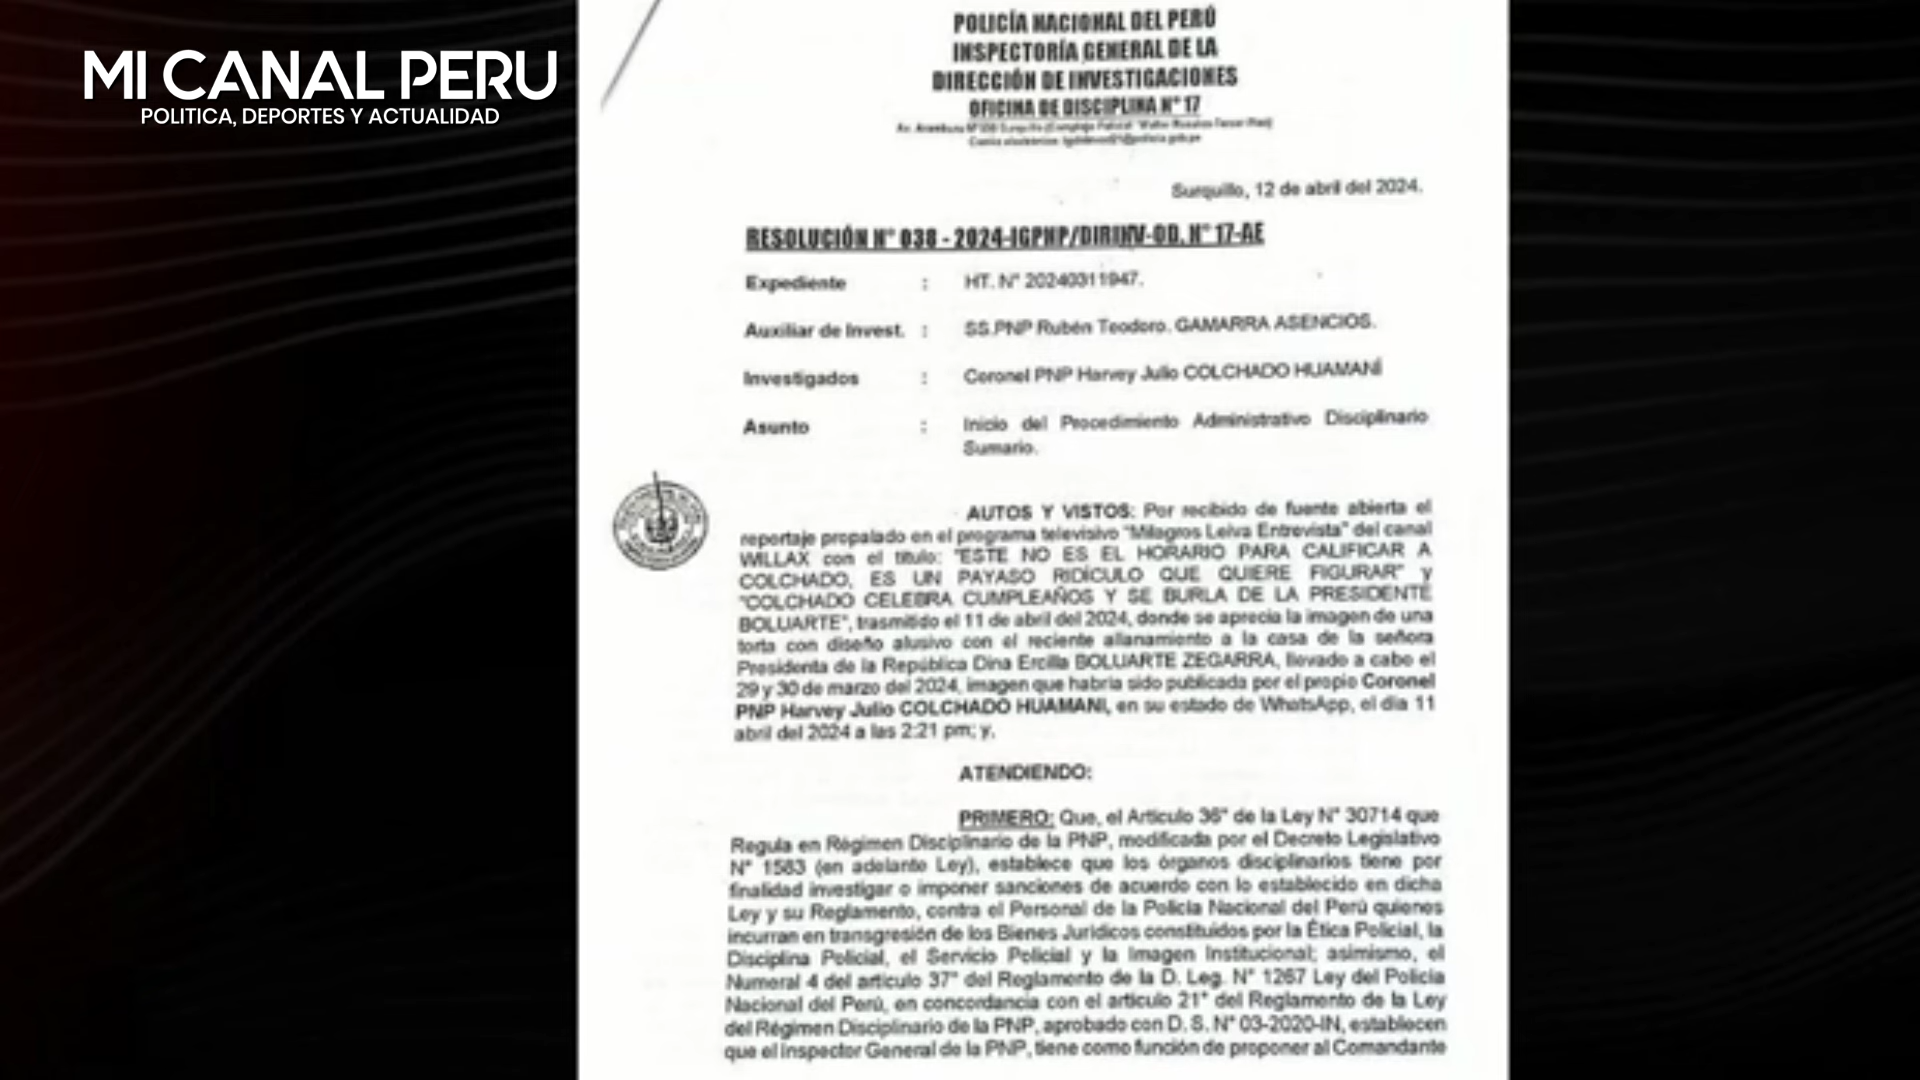 MI CANAL PERU
POLITICA, DEPORTES Y ACTUALIDAD
POLICÍA NACIONAL DEL PERÚ
INSPECTORÍA GENERAL DE LA
DIRECCIÓN DE INVESTIGACIONES
OFICINA DE DISCIPLINA N° 17
Surquillo, 12 de abril del 2024.
RESOLUCIÓN N° 038 - 2024-IGPNP/DIRINV-OD. N° 17-AE
Expediente : HT. N° 20240311947.
Auxiliar de Invest. : SS.PNP Rubén Teodoro. GAMARRA ASENCIOS.
Investigados : Coronel PNP Harvey Julio COLCHADO HUAMANÍ
Asunto : Inicio del Procedimiento Administrativo Disciplinario
Sumario.
AUTOS Y VISTOS: Por recibido de fuente abierta el
reportaje propalado en el programa televisivo "Milagros Leiva Entrevista" del canal
WILLAX con el título: "ESTE NO ES EL HORARIO PARA CALIFICAR A
COLCHADO, ES UN PAYASO RIDÍCULO QUE QUIERE FIGURAR" y
"COLCHADO CELEBRA CUMPLEAÑOS Y SE BURLA DE LA PRESIDENTE
BOLUARTE", trasmitido el 11 de abril del 2024, donde se aprecia la imagen de una
torta con diseño alusivo con el reciente allanamiento a la casa de la señora
Presidenta de la República Dina Ercilla BOLUARTE ZEGARRA, llevado a cabo el
29 y 30 de marzo del 2024, imagen que habría sido publicada por el propio Coronel
PNP Harvey Julio COLCHADO HUAMANI, en su estado de WhatsApp, el día 11
abril del 2024 a las 2:21 pm; y,
ATENDIENDO:
PRIMERO: Que, el Artículo 36° de la Ley N° 30714 que
Regula en Régimen Disciplinario de la PNP, modificada por el Decreto Legislativo
N° 1583 (en adelante Ley), establece que los órganos disciplinarios tiene por
finalidad investigar o imponer sanciones de acuerdo con lo establecido en dicha
Ley y su Reglamento, contra el Personal de la Policía Nacional del Perú quienes
incurran en transgresión de los Bienes Jurídicos constituidos por la Ética Policial, la
Disciplina Policial, el Servicio Policial y la Imagen Institucional; asimismo, el
Numeral 4 del artículo 37° del Reglamento de la D. Leg. N° 1267 Ley del Policía
Nacional del Perú, en concordancia con el artículo 21° del Reglamento de la Ley
del Régimen Disciplinario de la PNP, aprobado con D. S. N° 03-2020-IN, establecen
que el Inspector General de la PNP, tiene como función de proponer al Comandante